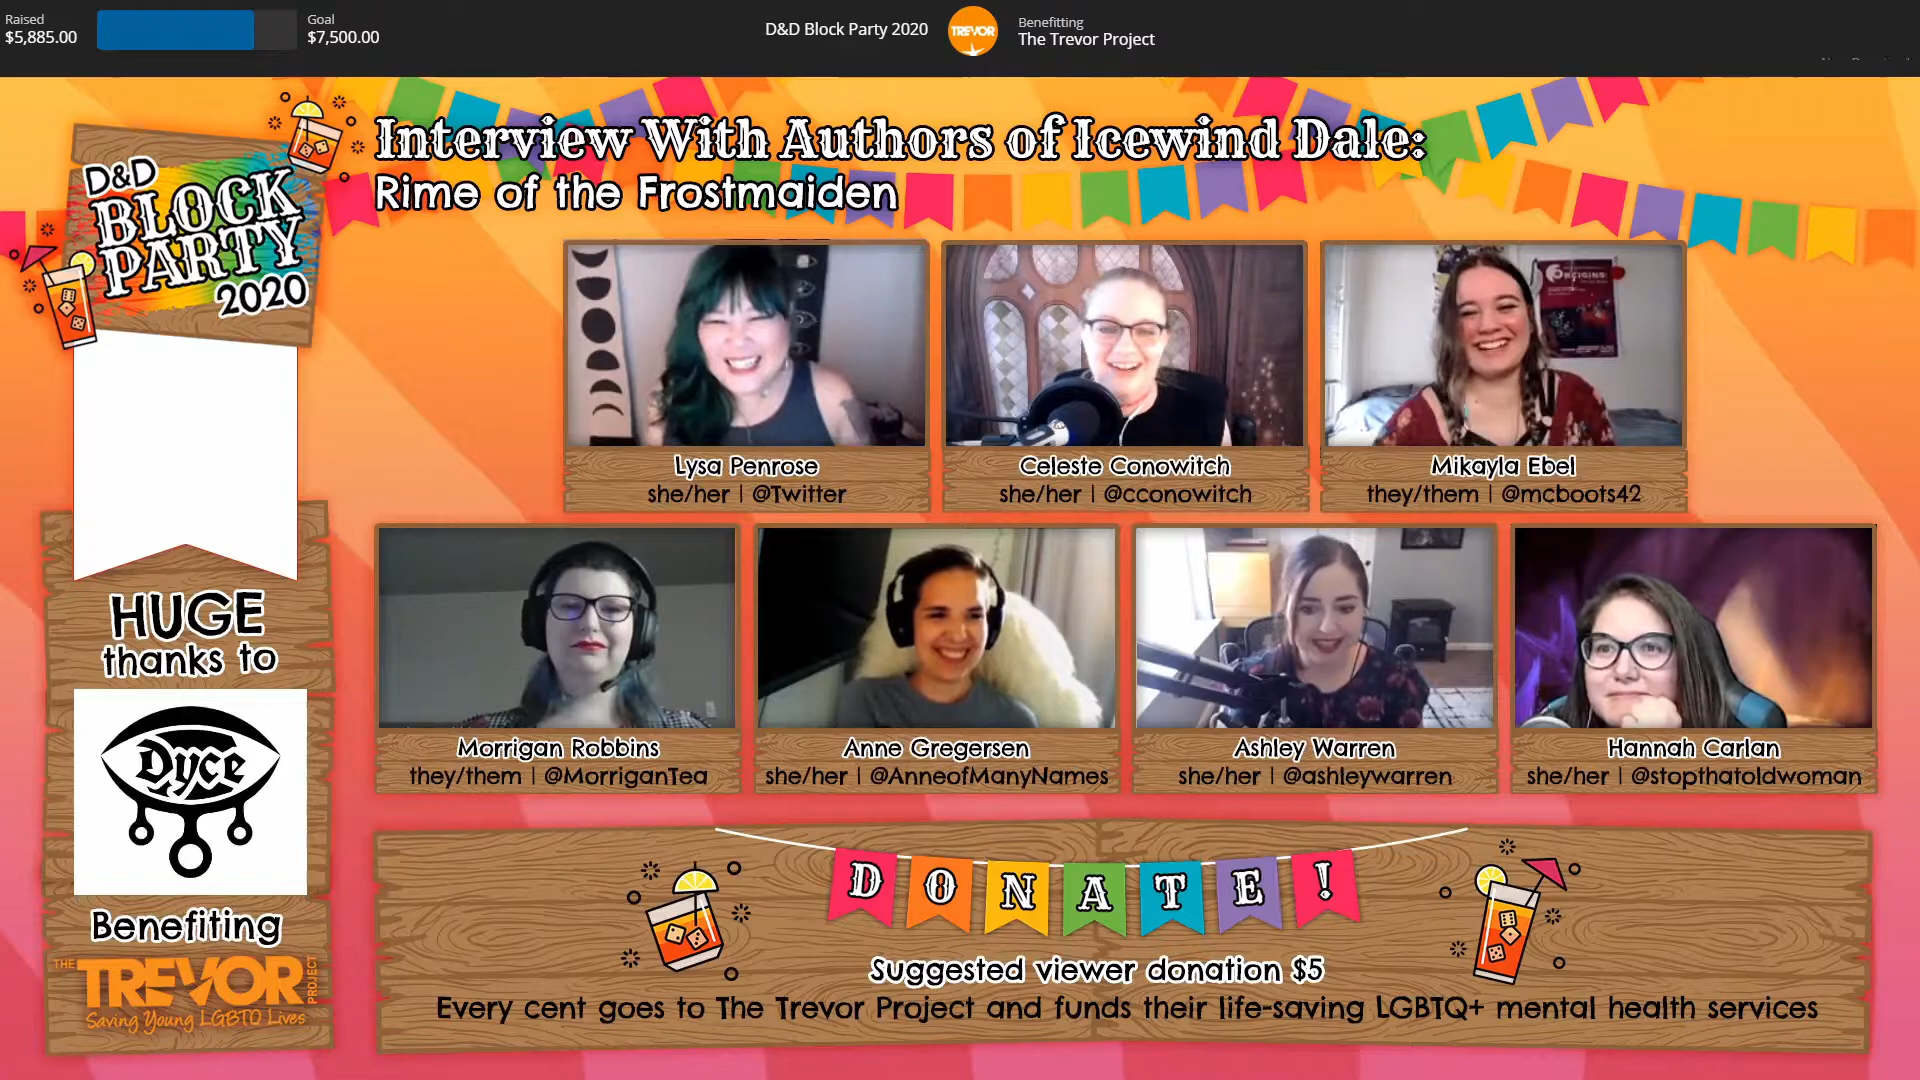 Raised
$5,885.00
Goal
$7,500.00
D&D Block Party 2020
TREVOR
Benefitting
The Trevor Project
D&D
BLOCK
PARTY
2020
Interview With Authors of Icewind Dale:
Rime of the Frostmaiden
ORIGINS
Lysa Penrose
she/her | @Twitter
Celeste Conowitch
she/her | @cconowitch
Mikayla Ebel
they/them | @mcboots42
Morrigan Robbins
they/them | @MorriganTea
Anne Gregersen
she/her | @AnneofManyNames
Ashley Warren
she/her | @ashleywarren
Hannah Carlan
she/her | @stopthatoldwoman
HUGE
thanks to
Dyce
Benefiting
THE TREVOR PROJECT
Saving Young LGBTQ Lives
DONATE!
Suggested viewer donation $5
Every cent goes to The Trevor Project and funds their life-saving LGBTQ+ mental health services